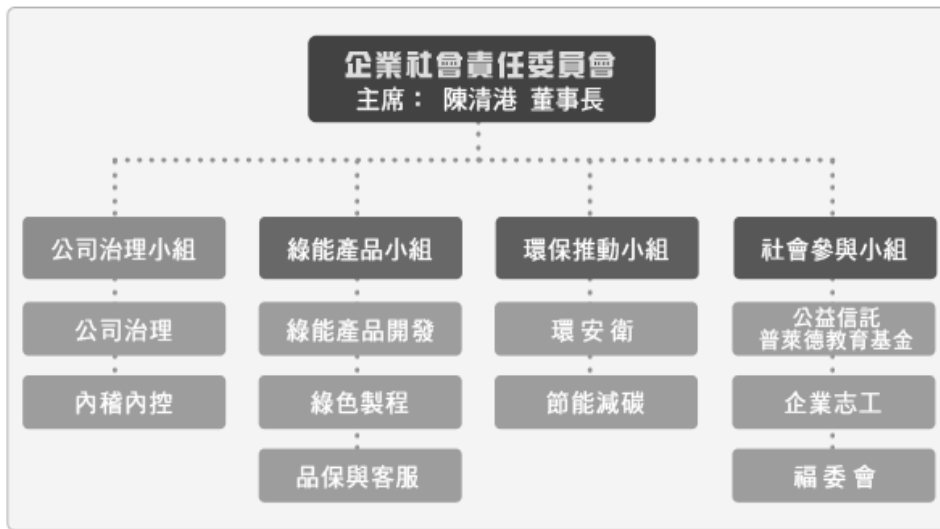 企業社會責任委員會
主席： 陳清港 董事長
公司治理小組
公司治理
內稽內控
綠能產品小組
綠能產品開發
綠色製程
品保與客服
環保推動小組
環安衛
節能減碳
社會參與小組
公益信託
普萊德教育基金
企業志工
福委會